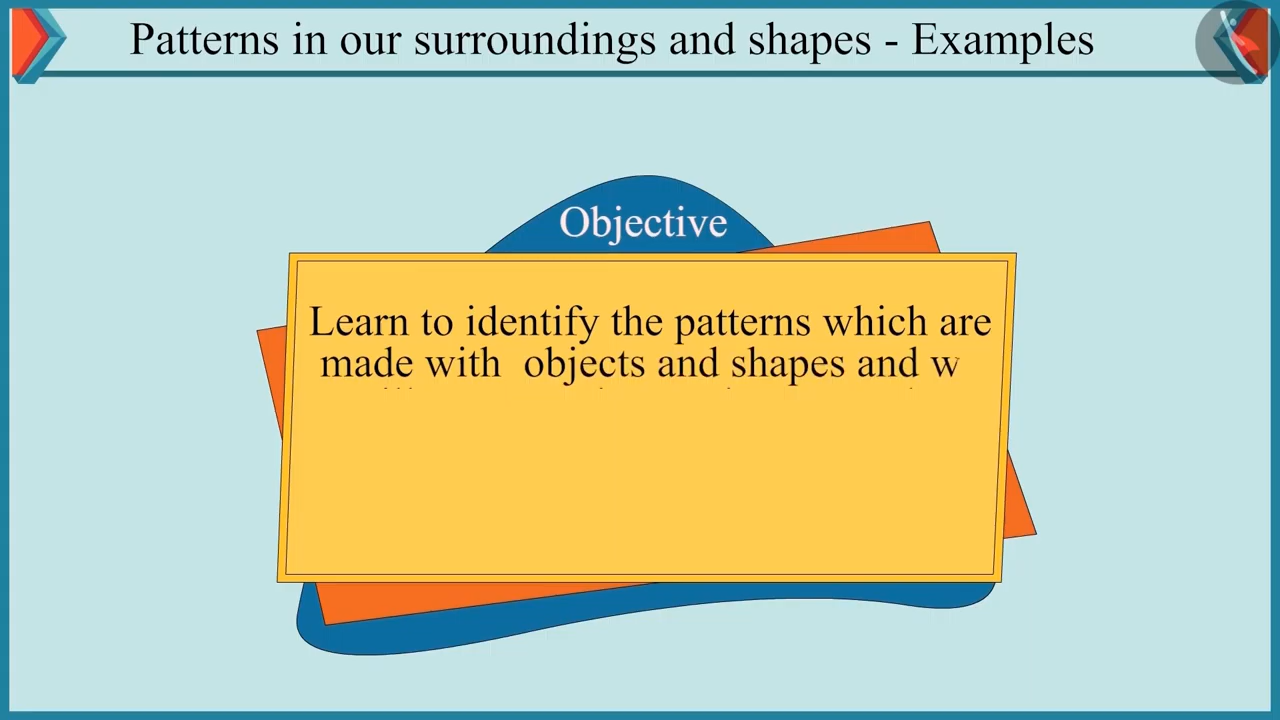 Patterns in our surroundings and shapes - Examples
Objective
Learn to identify the patterns which are
made with objects and shapes and w